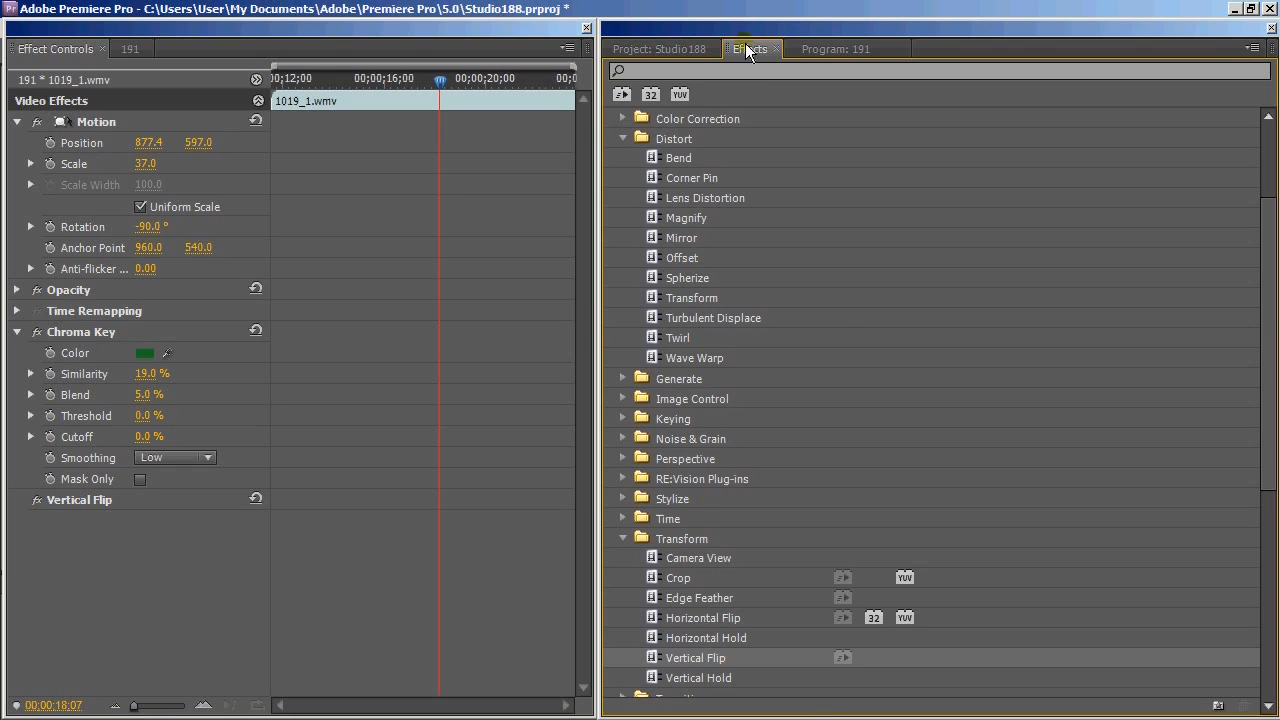 Adobe Premiere Pro - C:\Users\User\My Documents\Adobe\Premiere Pro\5.0\Studio188.prproj *
Effect Controls
191
191 * 1019_1.wmv
Video Effects
Motion
Position 877.4 597.0
Scale 37.0
Scale Width 100.0
Uniform Scale
Rotation -90.0 °
Anchor Point 960.0 540.0
Anti-flicker ... 0.00
Opacity
Time Remapping
Chroma Key
Color
Similarity 19.0 %
Blend 5.0 %
Threshold 0.0 %
Cutoff 0.0 %
Smoothing Low
Mask Only
Vertical Flip
00:00:18:07
0;12;00 00;00;16;00 00;00;20;00 00;0
1019_1.wmv
Project: Studio188
Effects
Program: 191
32 YUV
Color Correction
Distort
Bend
Corner Pin
Lens Distortion
Magnify
Mirror
Offset
Spherize
Transform
Turbulent Displace
Twirl
Wave Warp
Generate
Image Control
Keying
Noise & Grain
Perspective
RE:Vision Plug-ins
Stylize
Time
Transform
Camera View
Crop YUV
Edge Feather
Horizontal Flip 32 YUV
Horizontal Hold
Vertical Flip
Vertical Hold